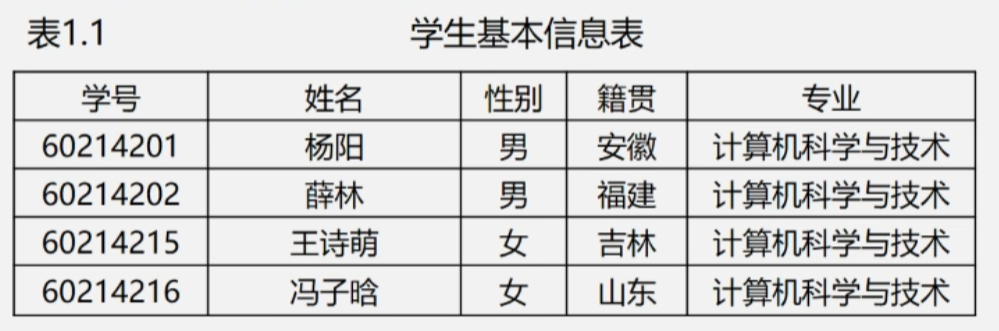 表1.1 学生基本信息表
学号 姓名 性别 籍贯 专业
60214201 杨阳 男 安徽 计算机科学与技术
60214202 薛林 男 福建 计算机科学与技术
60214215 王诗萌 女 吉林 计算机科学与技术
60214216 冯子晗 女 山东 计算机科学与技术